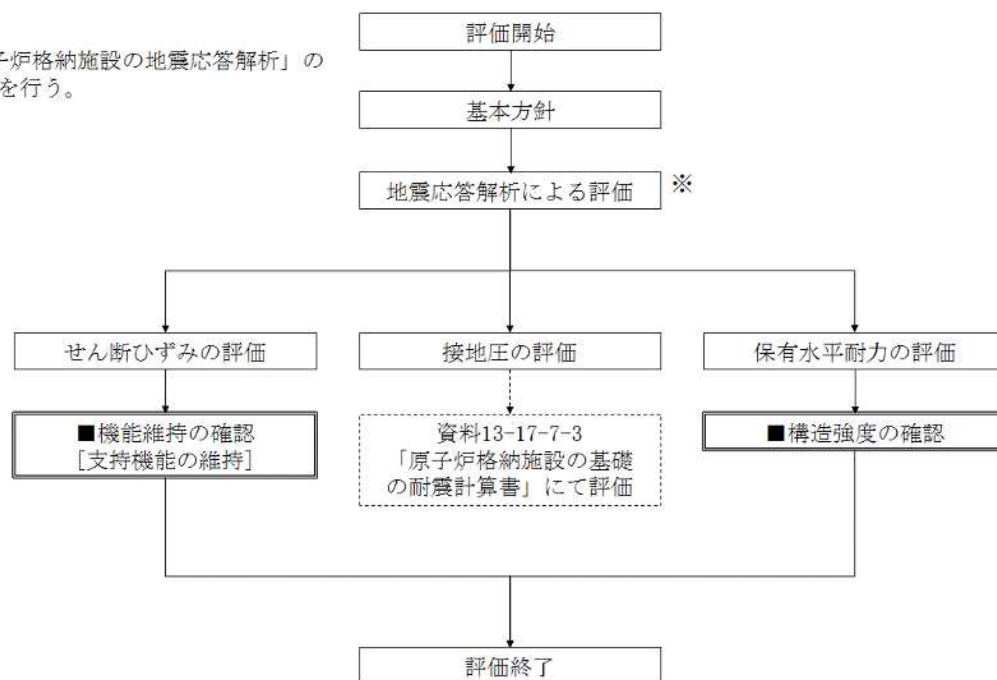 評価開始
子炉格納施設の地震応答解析」の
を行う。
基本方針
地震応答解析による評価
※
せん断ひずみの評価
接地圧の評価
保有水平耐力の評価
■機能維持の確認
[支持機能の維持]
資料13-17-7-3
「原子炉格納施設の基礎
の耐震計算書」にて評価
■構造強度の確認
評価終了